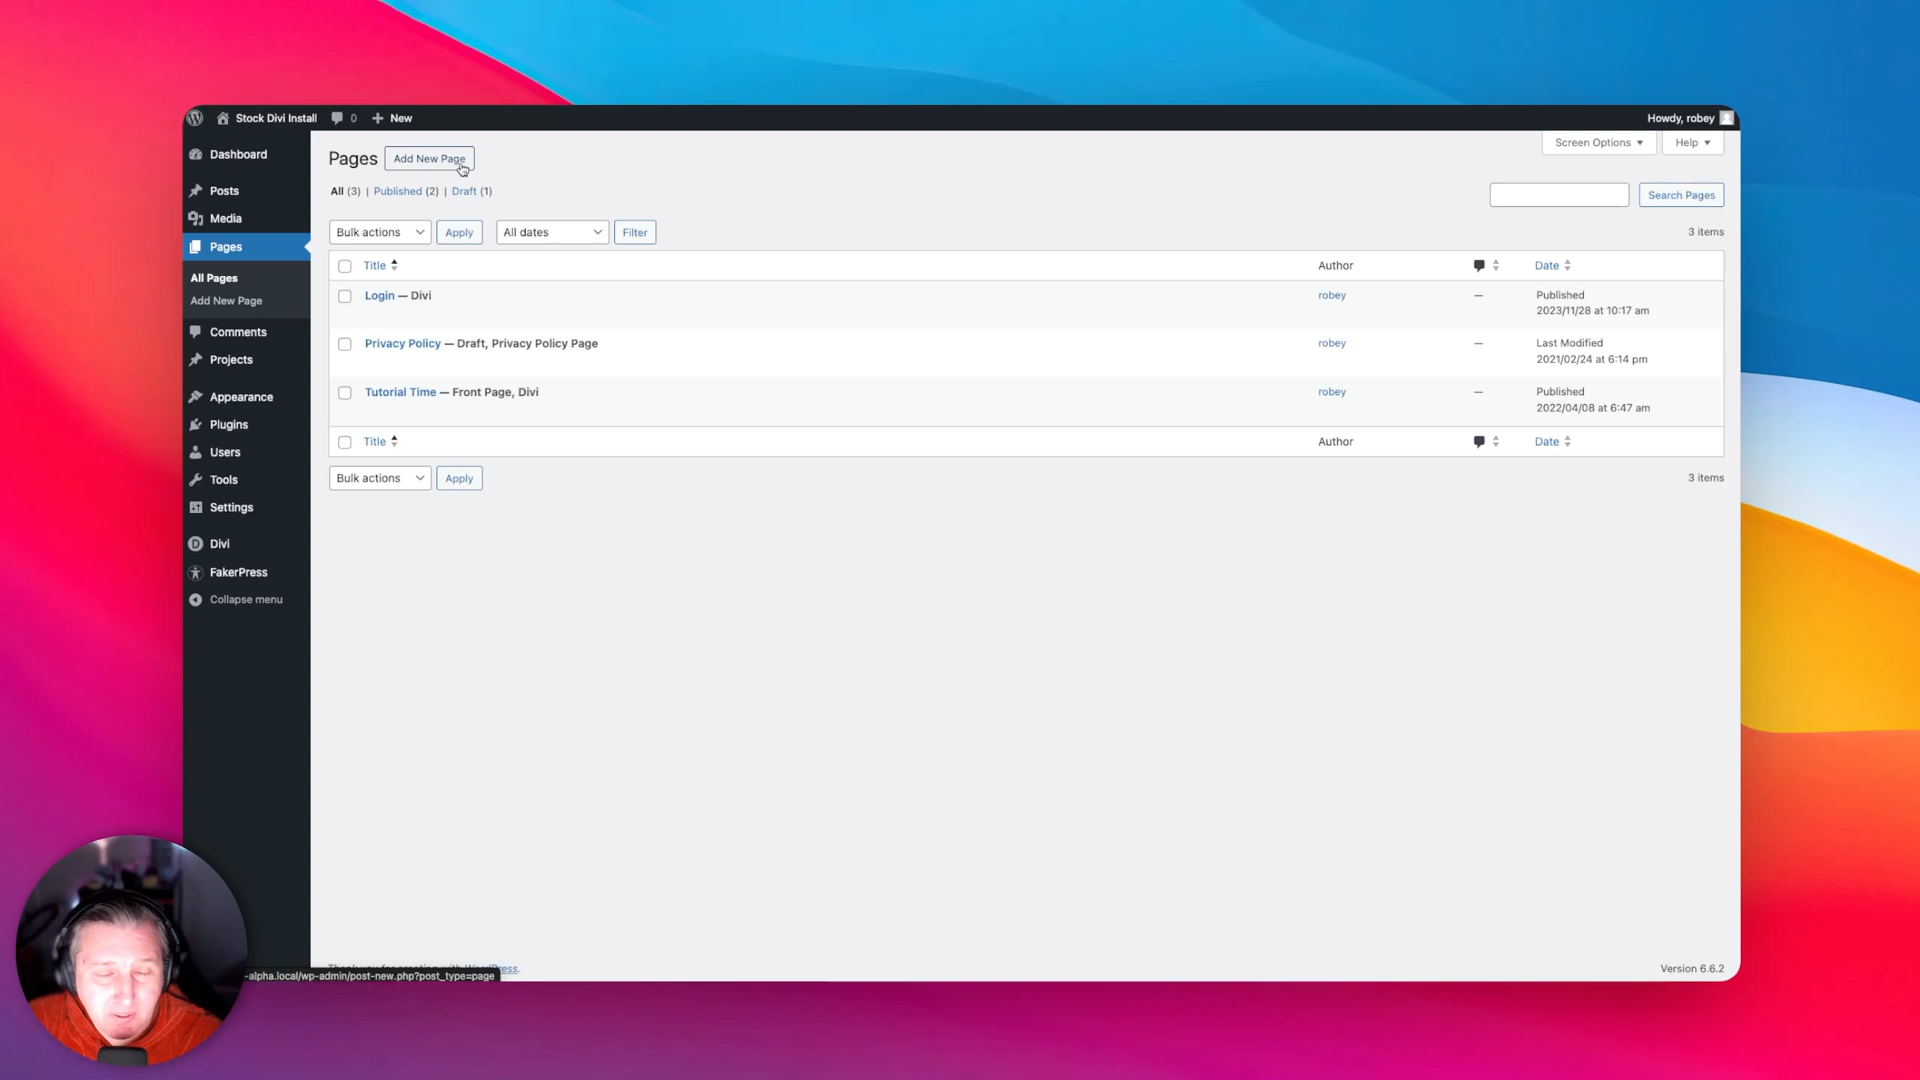 Stock Divi Install 0 New Howdy, robey
Dashboard
Posts
Media
Pages
All Pages
Add New Page
Comments
Projects
Appearance
Plugins
Users
Tools
Settings
Divi
FakerPress
Collapse menu
Screen Options Help
Pages Add New Page
All (3) | Published (2) | Draft (1)
Search Pages
Bulk actions Apply All dates Filter 3 items
Title Author Date
Login — Divi robey — Published
2023/11/28 at 10:17 am
Privacy Policy — Draft, Privacy Policy Page robey — Last Modified
2021/02/24 at 6:14 pm
Tutorial Time — Front Page, Divi robey — Published
2022/04/08 at 6:47 am
Title Author Date
Bulk actions Apply 3 items
WordPress. Version 6.6.2
-alpha.local/wp-admin/post-new.php?post_type=page